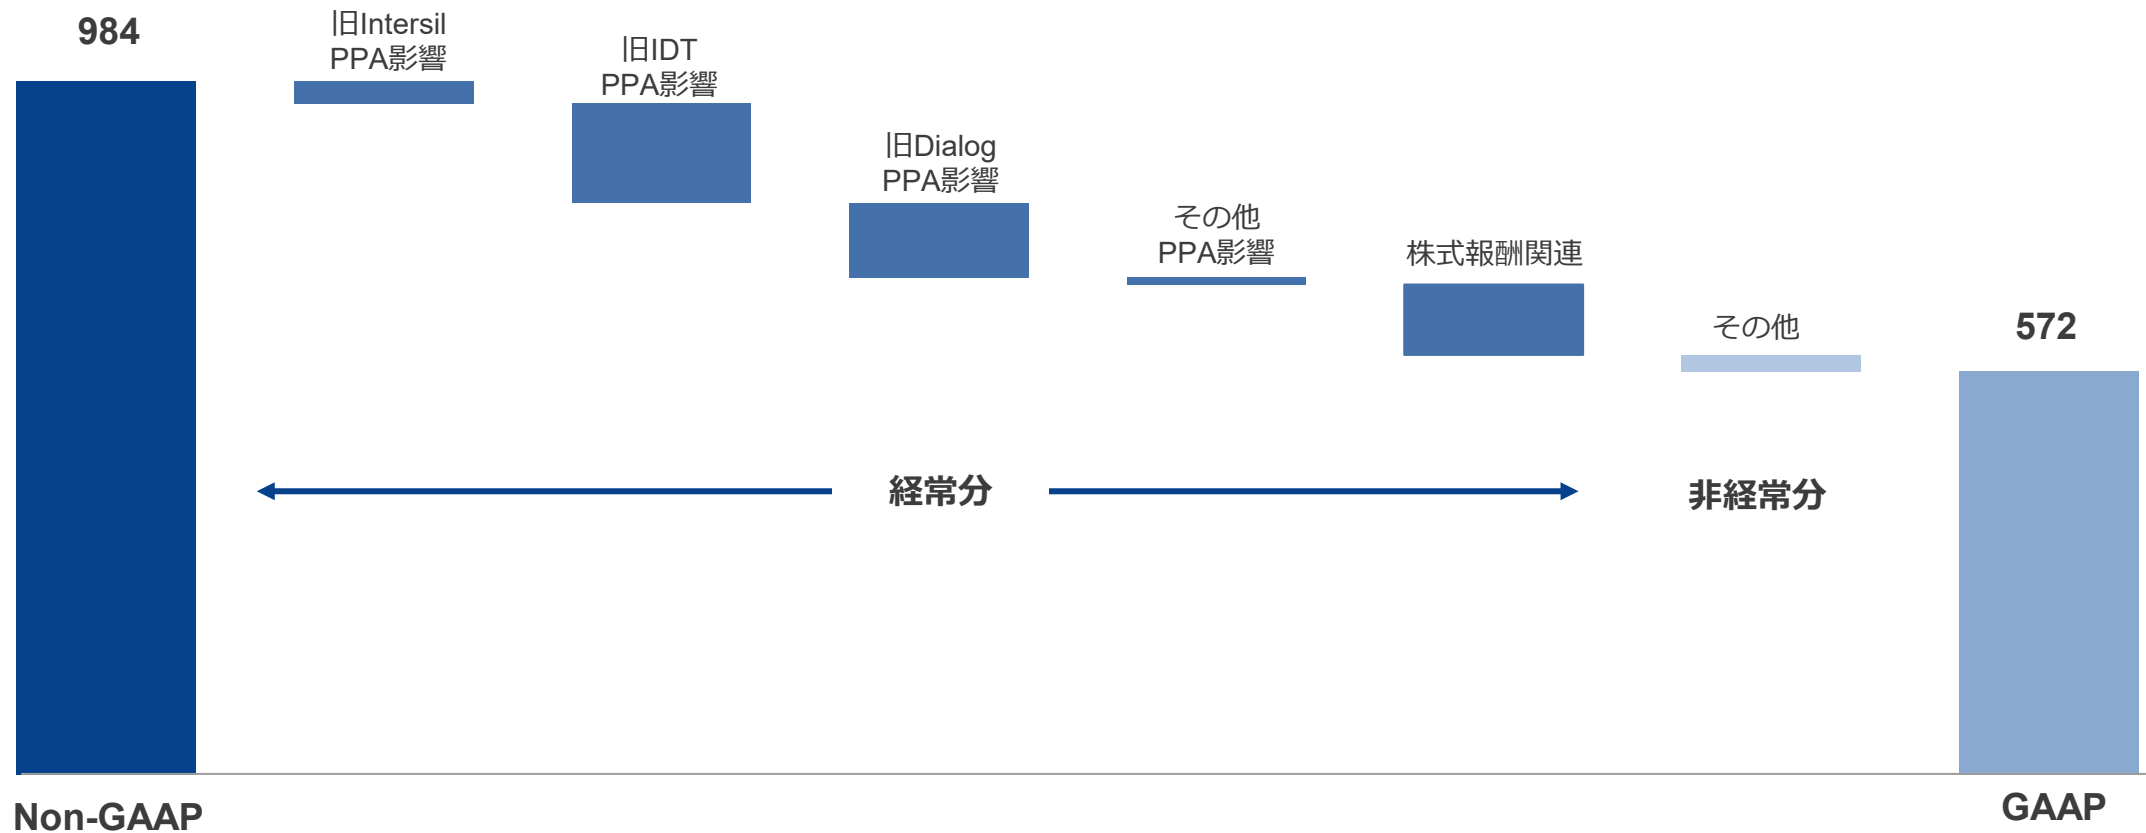 984
旧Intersil
PPA影響
旧IDT
PPA影響
旧Dialog
PPA影響
その他
PPA影響
株式報酬関連
その他
572
経常分
非経常分
Non-GAAP
GAAP